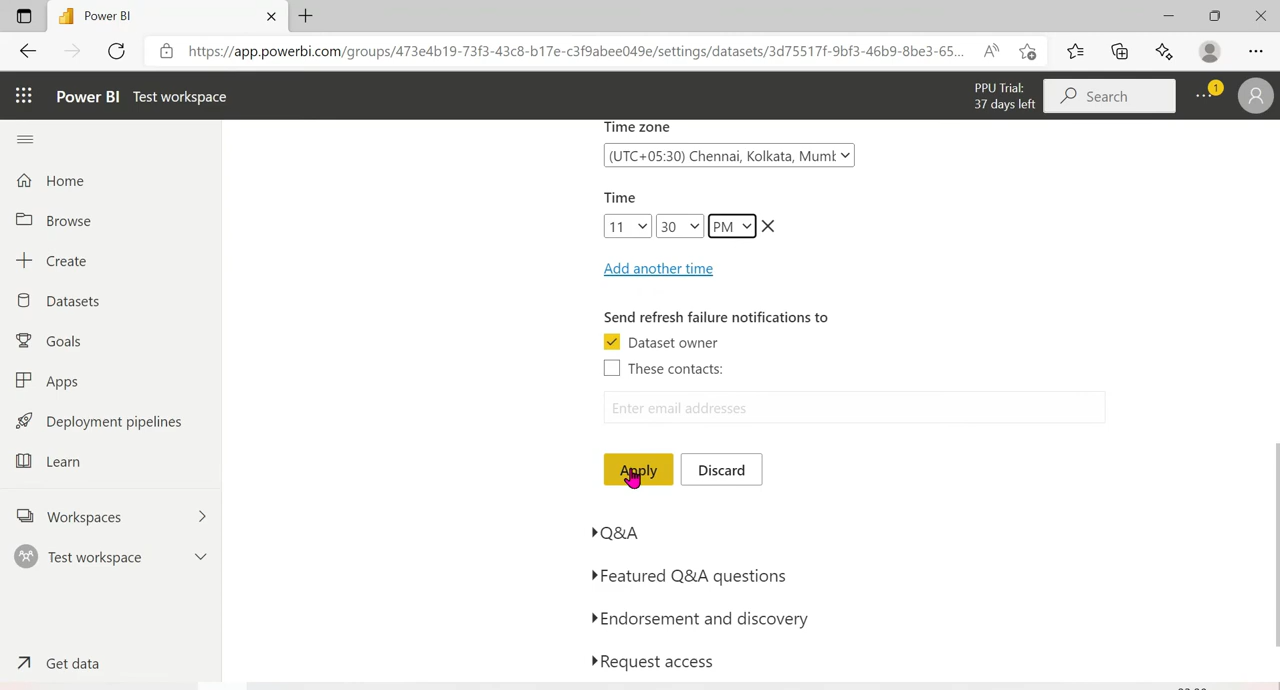 Power BI
https://app.powerbi.com/groups/473e4b19-73f3-43c8-b17e-c3f9abee049e/settings/datasets/3d75517f-9bf3-46b9-8be3-65...
Power BI Test workspace
PPU Trial:
37 days left
Search
1
Home
Browse
Create
Datasets
Goals
Apps
Deployment pipelines
Learn
Workspaces
Test workspace
Get data
Time zone
(UTC+05:30) Chennai, Kolkata, Mumb
Time
11 30 PM
Add another time
Send refresh failure notifications to
Dataset owner
These contacts:
Enter email addresses
Apply Discard
Q&A
Featured Q&A questions
Endorsement and discovery
Request access